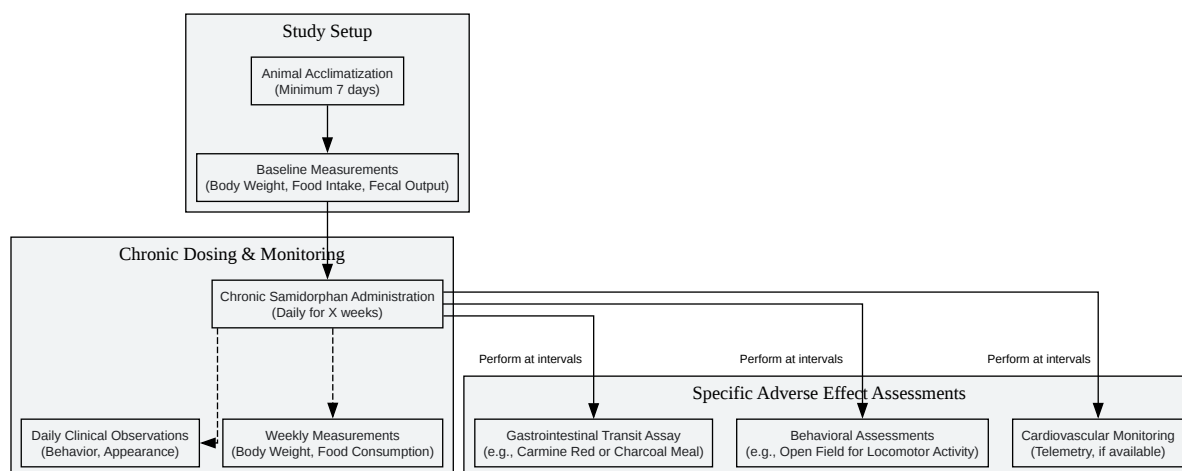 Study Setup
Animal Acclimatization
(Minimum 7 days)
Baseline Measurements
(Body Weight, Food Intake, Fecal Output)
Chronic Dosing & Monitoring
Chronic Samidorphan Administration
(Daily for X weeks)
Perform at intervals
Perform at intervals
Perform at intervals
Specific Adverse Effect Assessments
Daily Clinical Observations
(Behavior, Appearance)
Weekly Measurements
(Body Weight, Food Consumption)
Gastrointestinal Transit Assay
(e.g., Carmine Red or Charcoal Meal)
Behavioral Assessments
(e.g., Open Field for Locomotor Activity)
Cardiovascular Monitoring
(Telemetry, if available)